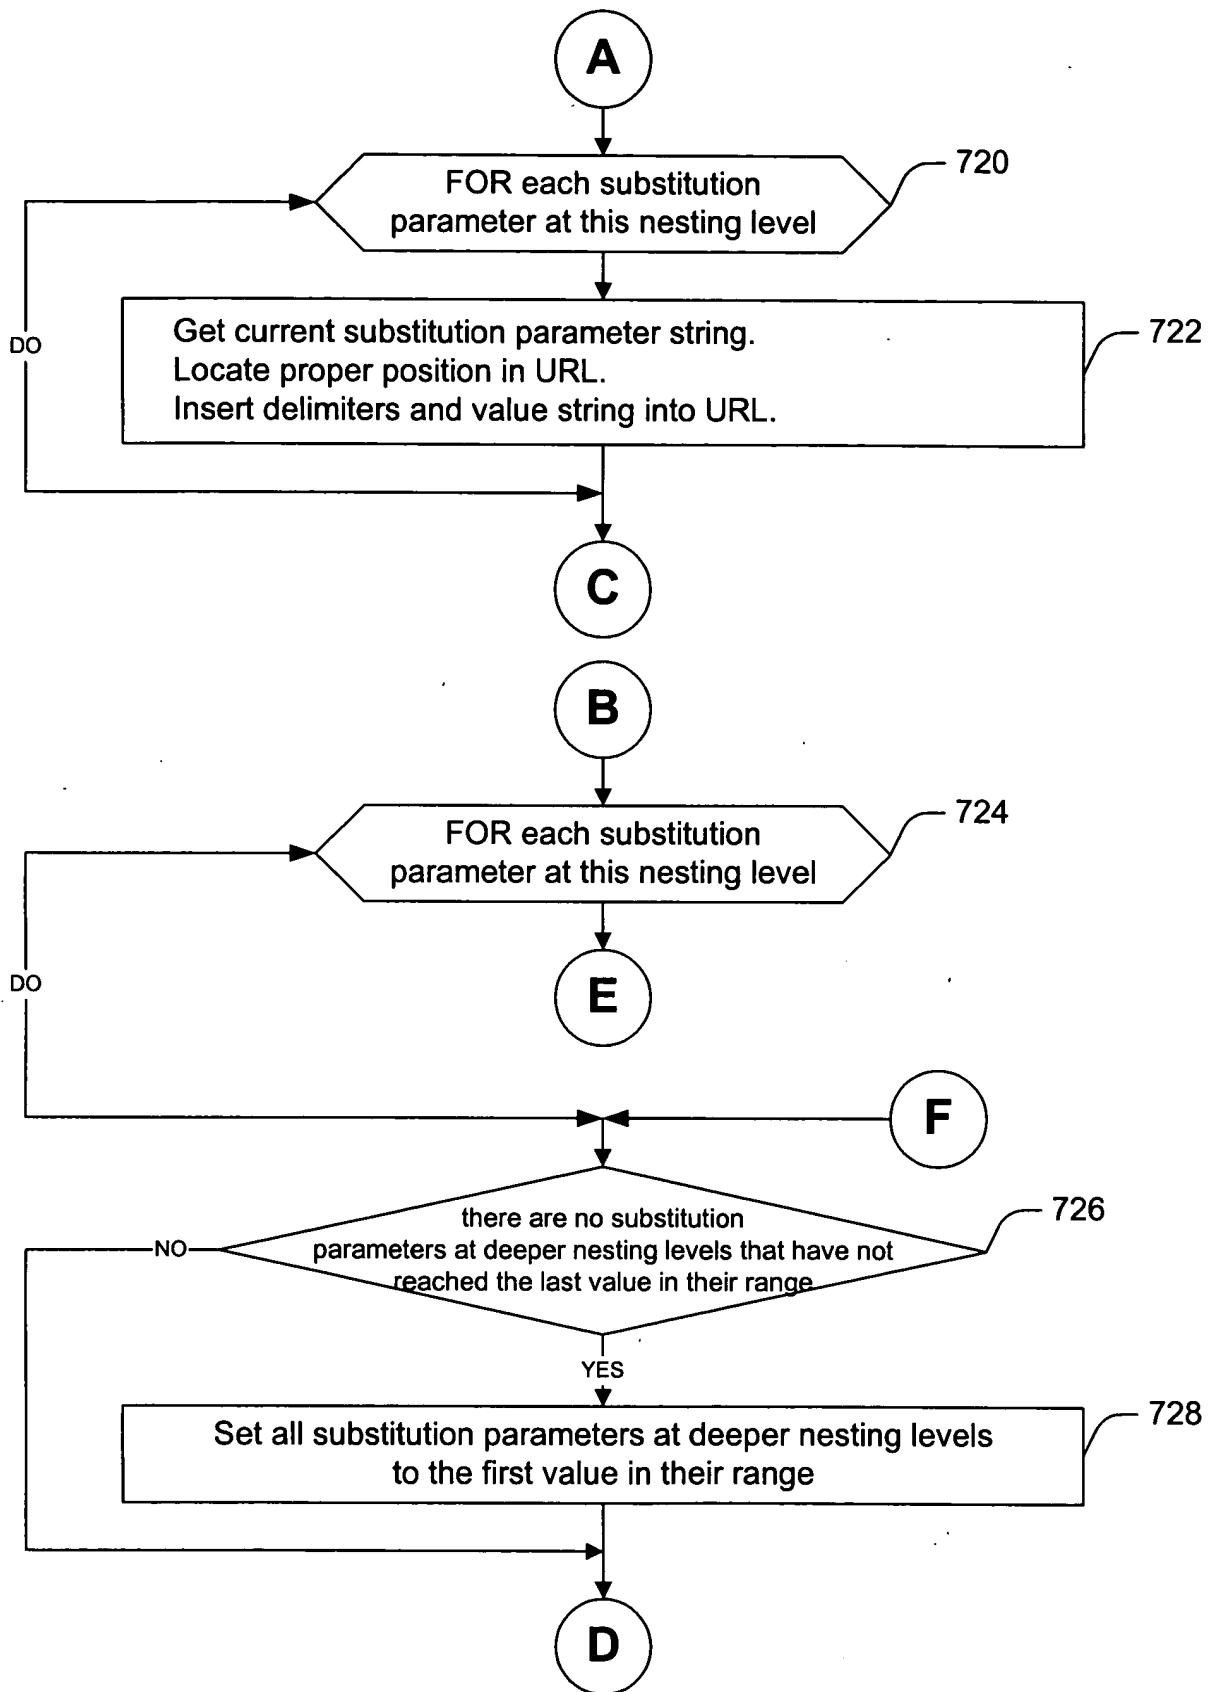 A
FOR each substitution
parameter at this nesting level
720
Get current substitution parameter string.
Locate proper position in URL.
Insert delimiters and value string into URL.
722
DO
C
B
FOR each substitution
parameter at this nesting level
724
E
DO
F
there are no substitution
parameters at deeper nesting levels that have not
reached the last value in their range
726
NO
YES
Set all substitution parameters at deeper nesting levels
to the first value in their range
728
D